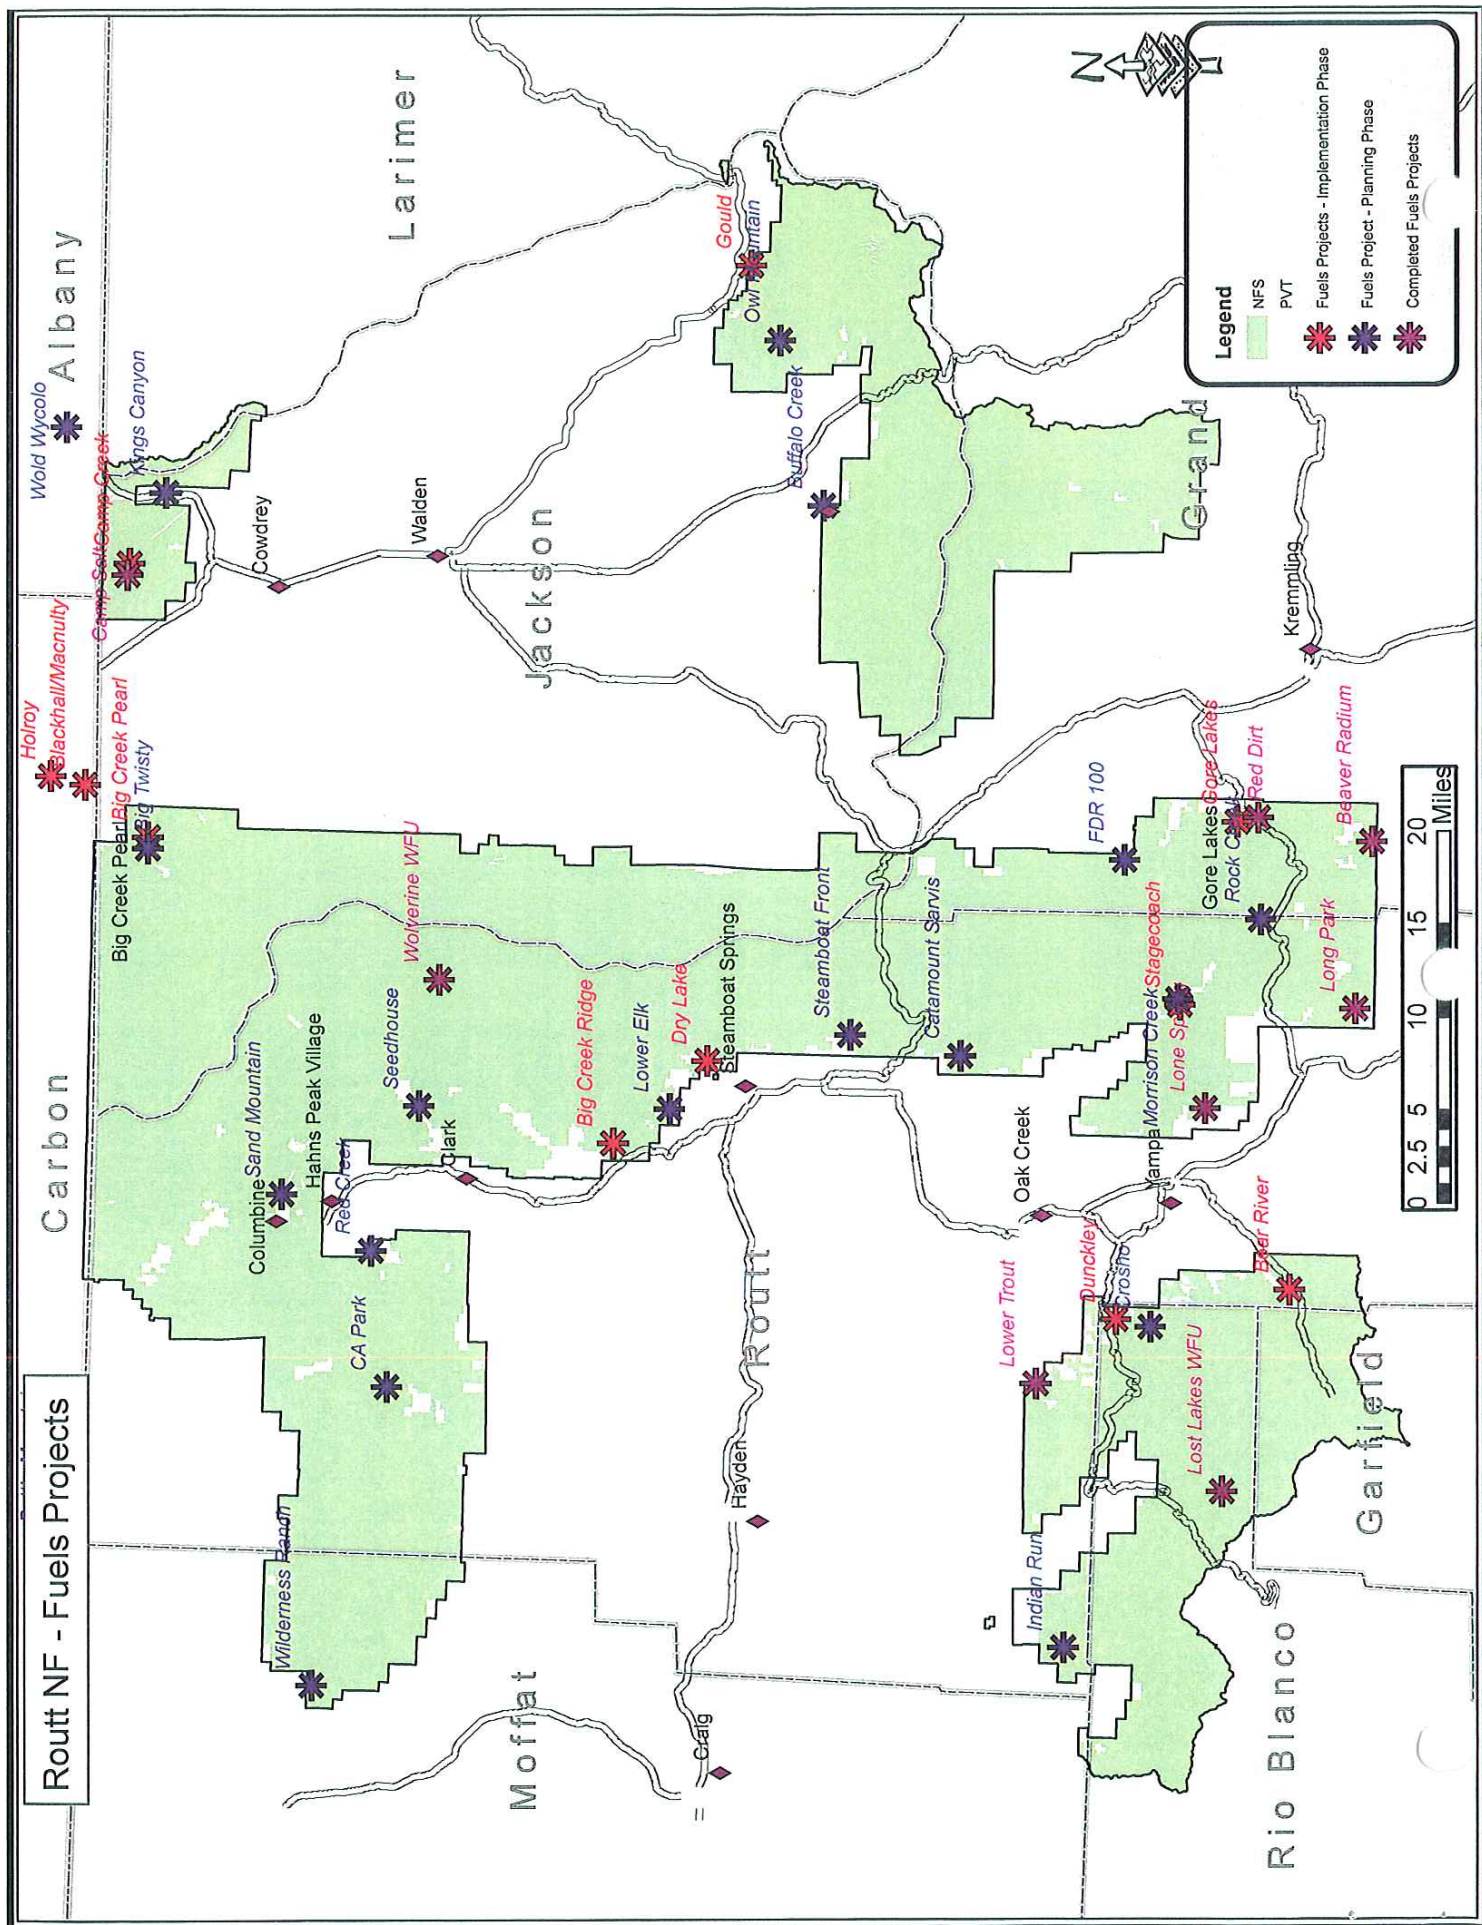 Routt NF - Fuels Projects
Carbon
Albany
Larimer
Jackson
Grand
Routt
Moffat
Rio Blanco
Garfield
Holroy
Blackhall/Macnulty
Big Creek Pearl
Big Creek Pearl
Big Twisty
Camp Salt
Camp Creek
Wold Wycolo
Kings Canyon
Cowdrey
Walden
Gould
Owl Mountain
Buffalo Creek
Wilderness Ranch
CA Park
Red Creek
Columbine
Sand Mountain
Hahns Peak Village
Seedhouse
Clark
Wolverine WFU
Big Creek Ridge
Lower Elk
Dry Lake
Steamboat Springs
Steamboat Front
Catamount Sarvis
Hayden
Craig
Oak Creek
Yampa
Morrison Creek
Stagecoach
FDR 100
Gore Lakes
Gore Lakes
Red Dirt
Beaver Radium
Long Park
Kremmling
Lower Trout
Dunckley
Crosho
Bear River
Lost Lakes WFU
Indian Run
0 2.5 5 10 15 20
Miles
N
Legend
NFS
PVT
Fuels Projects - Implementation Phase
Fuels Project - Planning Phase
Completed Fuels Projects